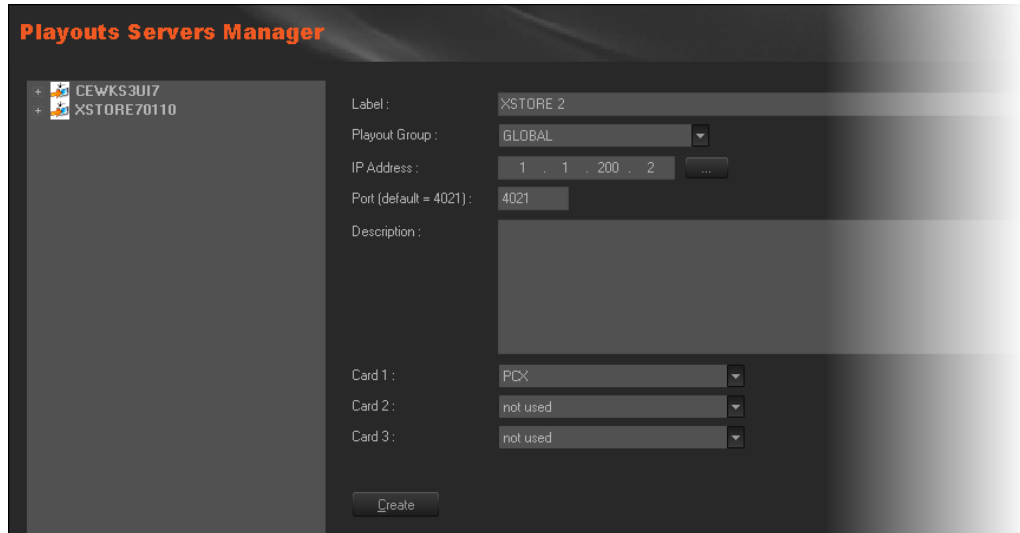 Playouts Servers Manager
+ CEWKS3UI7
+ XSTORE70110
Label : XSTORE 2
Playout Group : GLOBAL
IP Address : 1 . 1 . 200 . 2 ...
Port (default = 4021) : 4021
Description :
Card 1 : PCX
Card 2 : not used
Card 3 : not used
Create